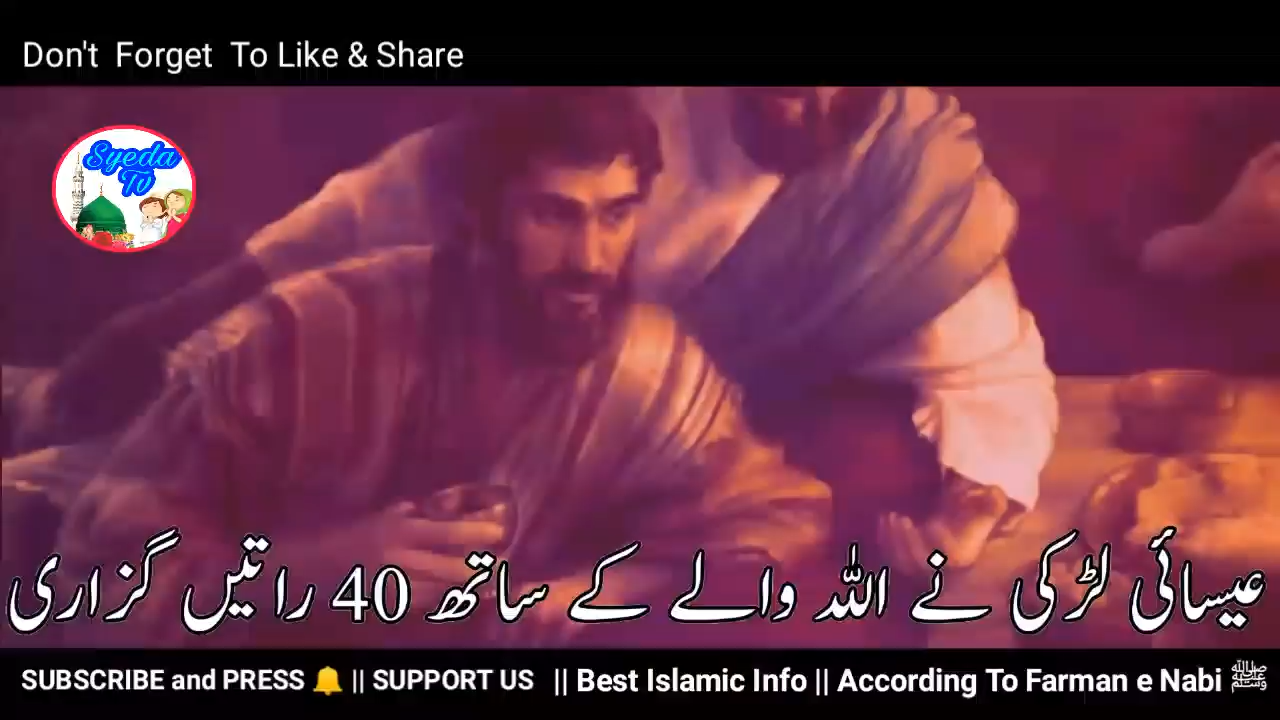 Don't Forget To Like & Share
Syeda
Tv
عیسائی لڑکی نے اللہ والے کے ساتھ 40 راتیں گزاری
SUBSCRIBE and PRESS 🔔 || SUPPORT US || Best Islamic Info || According To Farman e Nabi ﷺ